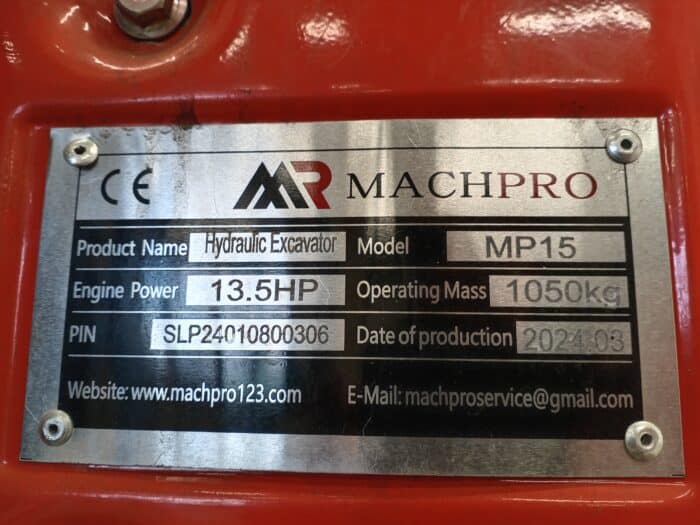 CE MR MACHPRO
Product Name Hydraulic Excavator Model MP15
Engine Power 13.5HP Operating Mass 1050kg
PIN SLP24010800306 Date of production 2024.03
Website: www.machpro123.com E-Mail: machproservice@gmail.com